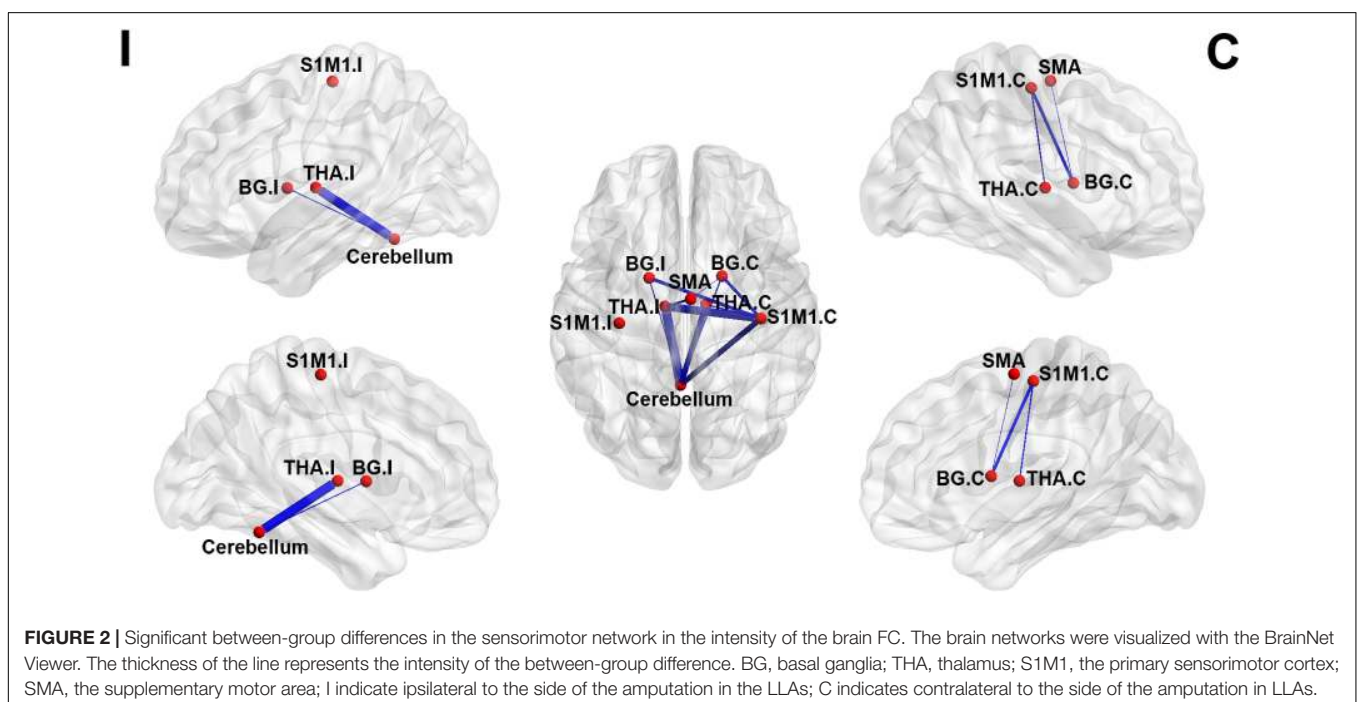 I
C
S1M1.I
THA.I
BG.I
Cerebellum
S1M1.C
SMA
THA.C
BG.C
BG.I
BG.C
SMA
THA.I
THA.C
S1M1.I
S1M1.C
Cerebellum
S1M1.I
THA.I
BG.I
Cerebellum
SMA
S1M1.C
BG.C
THA.C
FIGURE 2 | Significant between-group differences in the sensorimotor network in the intensity of the brain FC. The brain networks were visualized with the BrainNet
Viewer. The thickness of the line represents the intensity of the between-group difference. BG, basal ganglia; THA, thalamus; S1M1, the primary sensorimotor cortex;
SMA, the supplementary motor area; I indicate ipsilateral to the side of the amputation in the LLAs; C indicates contralateral to the side of the amputation in LLAs.